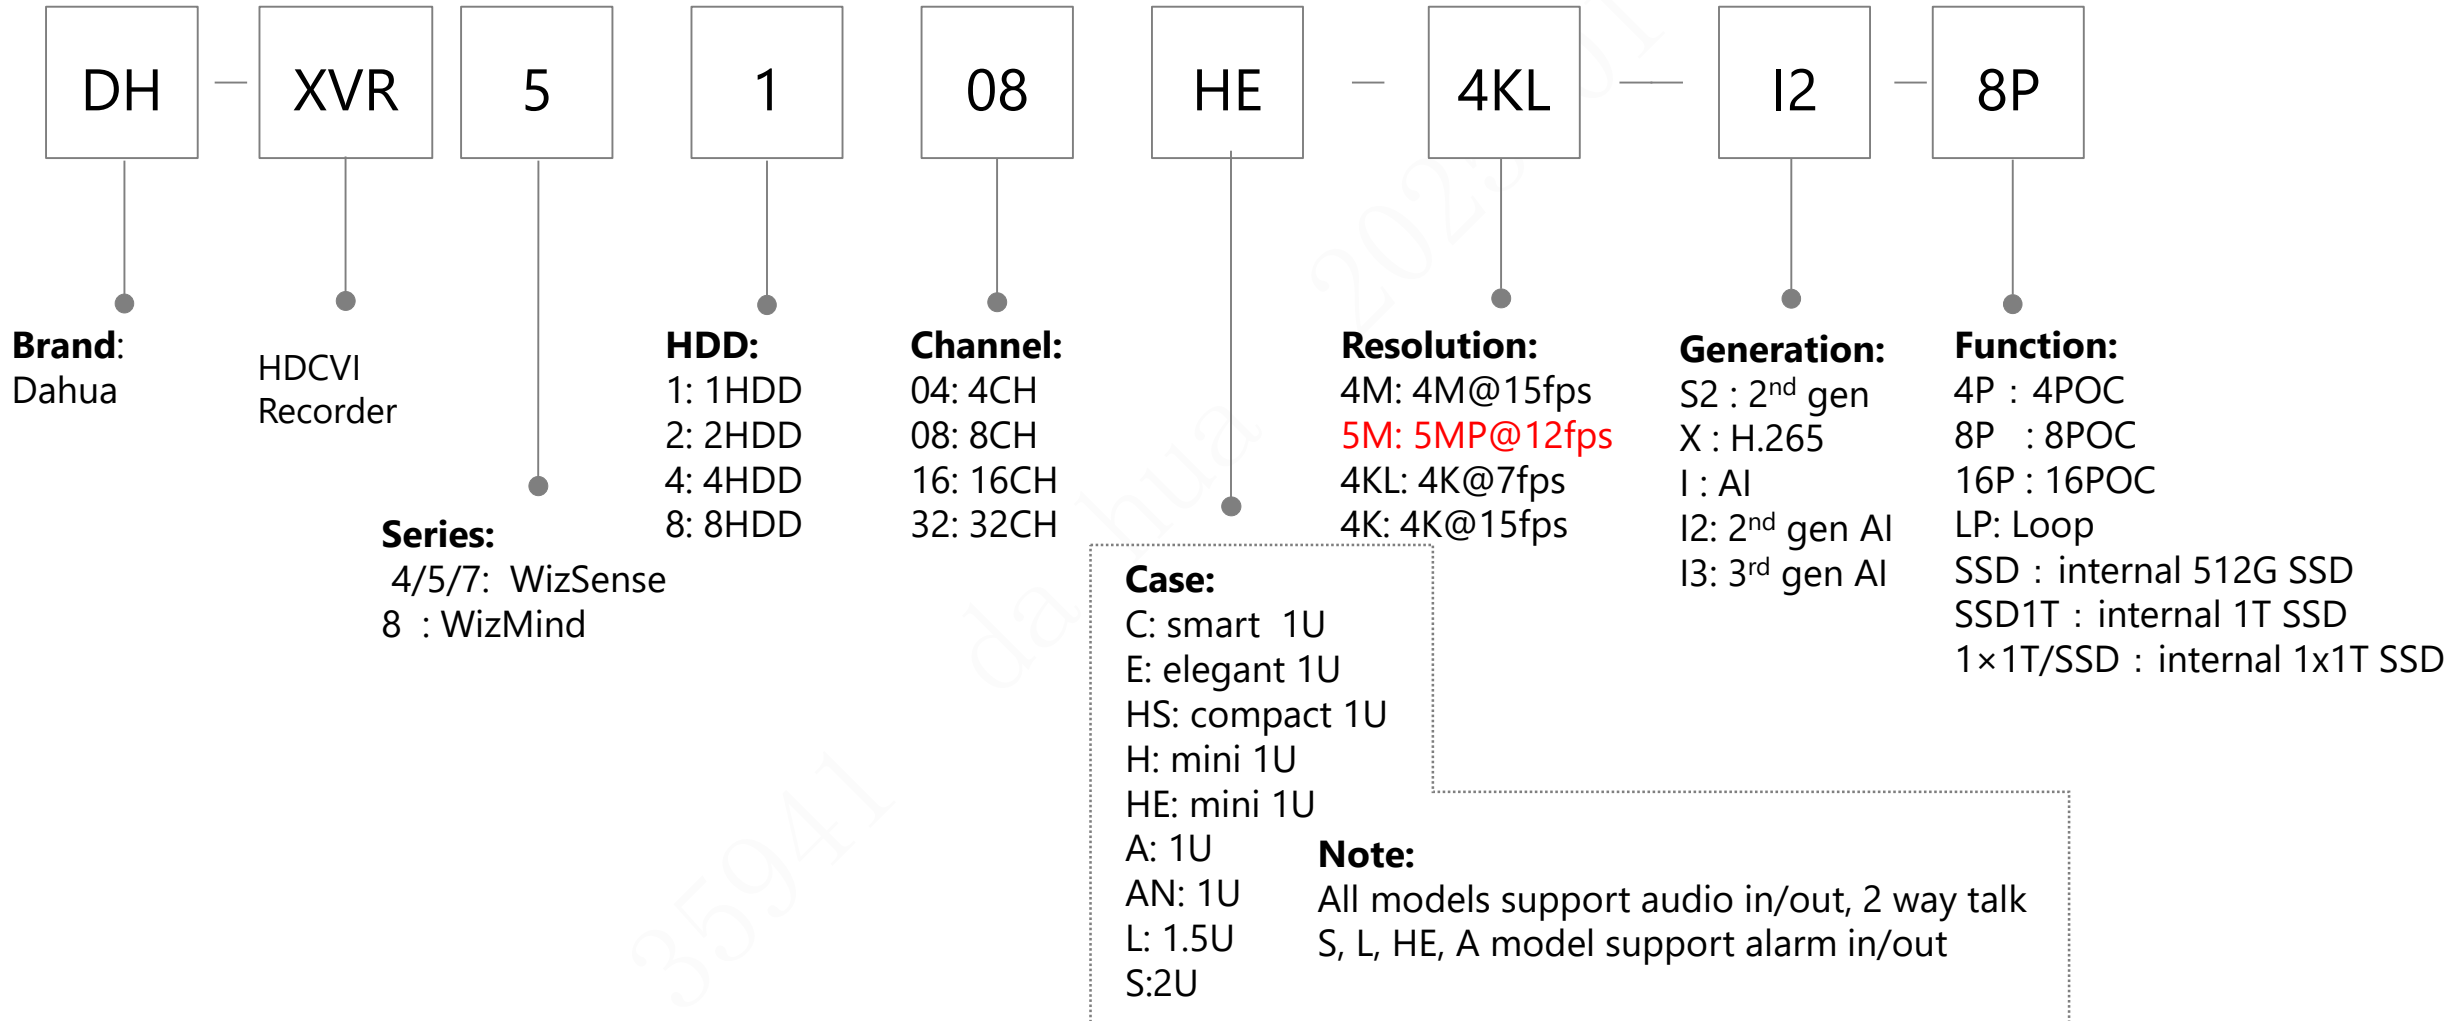 DH — XVR 5 1 08 HE — 4KL — I2 — 8P
Brand:
Dahua
HDCVI
Recorder
Series:
4/5/7: WizSense
8 : WizMind
HDD:
1: 1HDD
2: 2HDD
4: 4HDD
8: 8HDD
Channel:
04: 4CH
08: 8CH
16: 16CH
32: 32CH
Case:
C: smart 1U
E: elegant 1U
HS: compact 1U
H: mini 1U
HE: mini 1U
A: 1U
AN: 1U
L: 1.5U
S:2U
Note:
All models support audio in/out, 2 way talk
S, L, HE, A model support alarm in/out
Resolution:
4M: 4M@15fps
5M: 5MP@12fps
4KL: 4K@7fps
4K: 4K@15fps
Generation:
S2 : 2nd gen
X : H.265
I : AI
I2: 2nd gen AI
I3: 3rd gen AI
Function:
4P : 4POC
8P : 8POC
16P : 16POC
LP: Loop
SSD : internal 512G SSD
SSD1T : internal 1T SSD
1×1T/SSD : internal 1x1T SSD
35941 da hua